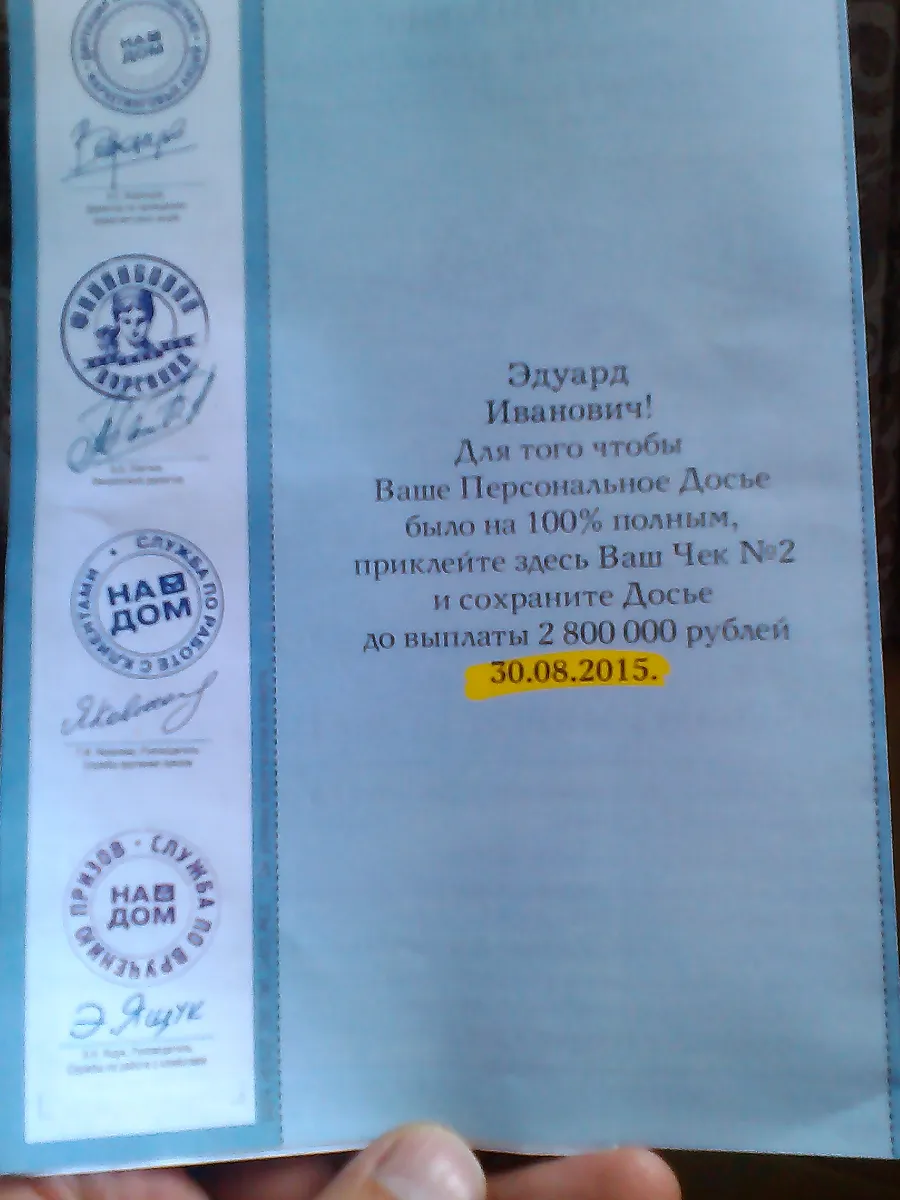 НА
ДОМ
Эдуард
Иванович!
Для того чтобы
Ваше Персональное Досье
было на 100% полным,
приклейте здесь Ваш Чек №2
и сохраните Досье
до выплаты 2 800 000 рублей
30.08.2015.
СЛУЖБА ПО РАБОТЕ С КЛИЕНТАМИ
НА
ДОМ
СЛУЖБА ПО ВРУЧЕНИЮ ПРИЗОВ
НА
ДОМ
Э. Ящук